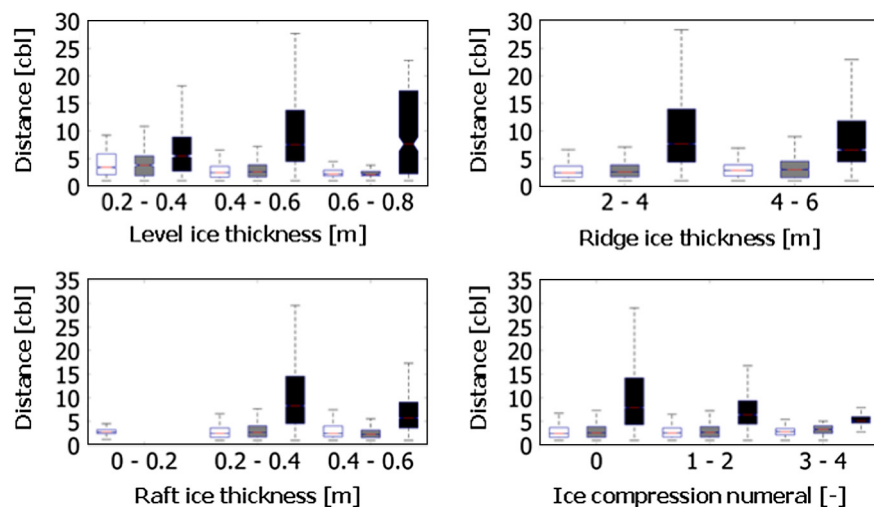 Distance [cbl]
30
25
20
15
10
5
0
0.2 - 0.4 0.4 - 0.6 0.6 - 0.8
Level ice thickness [m]
Distance [cbl]
30
25
20
15
10
5
0
2 - 4 4 - 6
Ridge ice thickness [m]
Distance [cbl]
35
30
25
20
15
10
5
0
0 - 0.2 0.2 - 0.4 0.4 - 0.6
Raft ice thickness [m]
Distance [cbl]
35
30
25
20
15
10
5
0
0 1 - 2 3 - 4
Ice compression numeral [-]